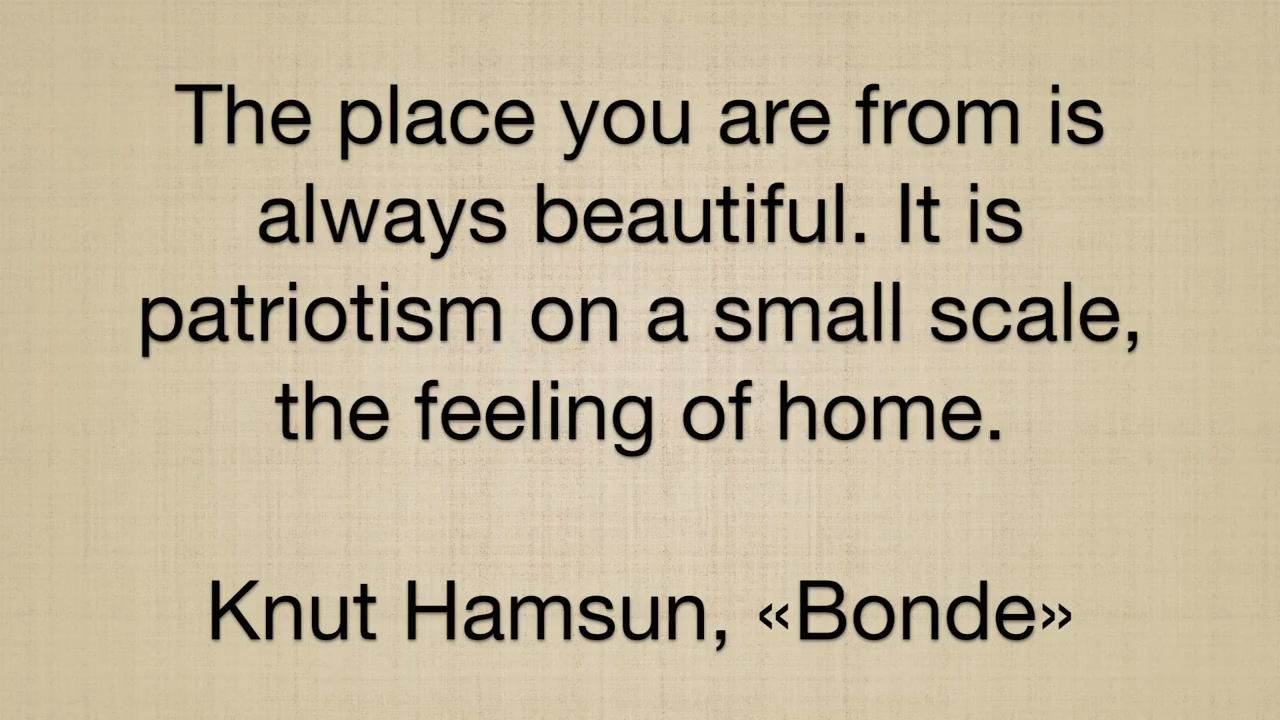 The place you are from is
always beautiful. It is
patriotism on a small scale,
the feeling of home.
Knut Hamsun, «Bonde»